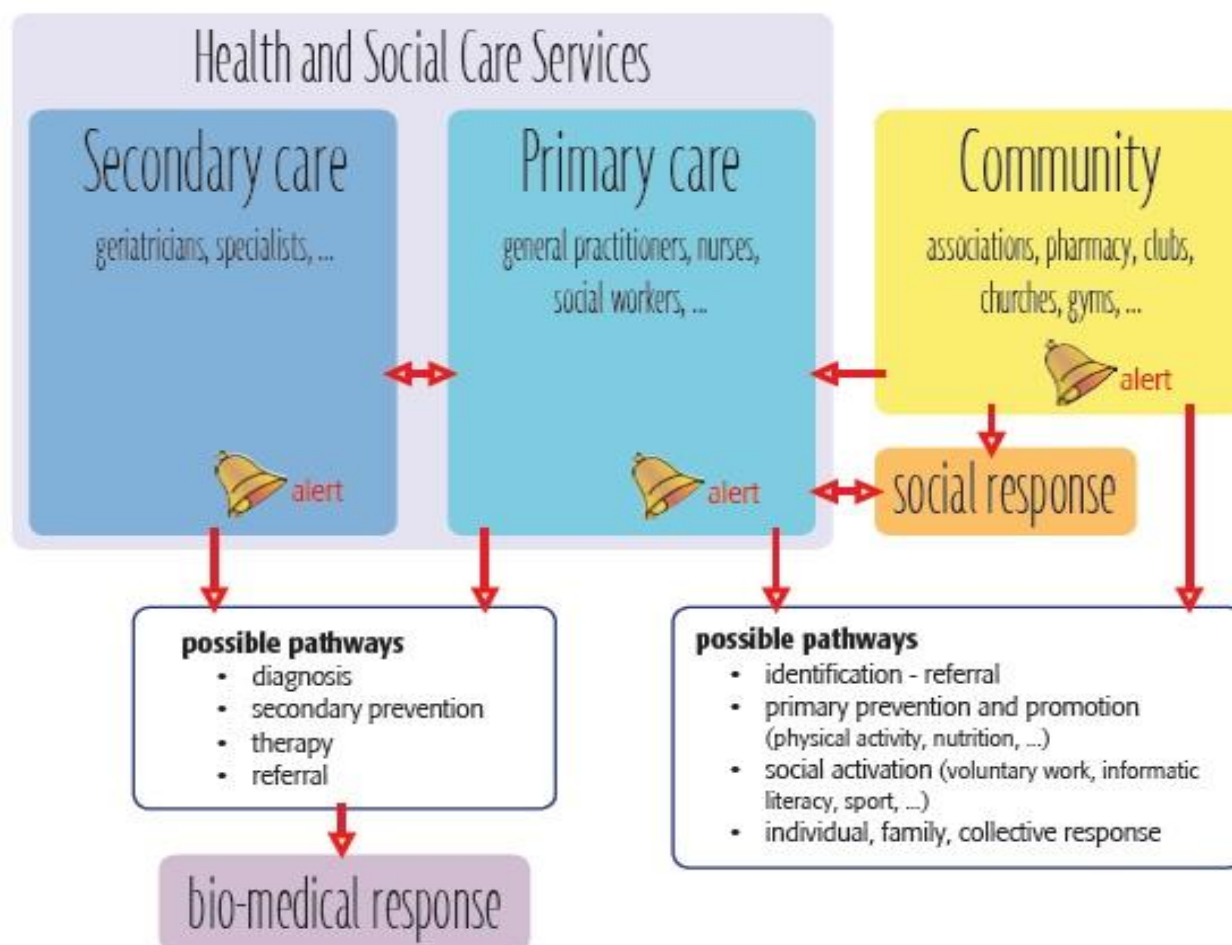 Health and Social Care Services
Secondary care
geriatricians, specialists, ...
alert
Primary care
general practitioners, nurses,
social workers, ...
alert
Community
associations, pharmacy, clubs,
churches, gyms, ...
alert
social response
possible pathways
• diagnosis
• secondary prevention
• therapy
• referral
bio-medical response
possible pathways
• identification - referral
• primary prevention and promotion
(physical activity, nutrition, ...)
• social activation (voluntary work, informatic
literacy, sport, ...)
• individual, family, collective response